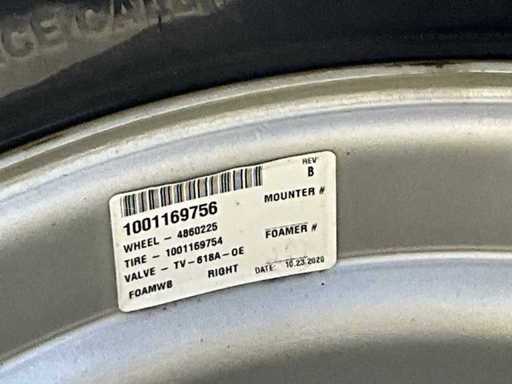 REV
B
1001169756
MOUNTER #
WHEEL - 4860225
TIRE - 1001169754
FOAMER #
VALVE - TV-618A-OE
FOAMWB
RIGHT
DATE: 10.23.2020